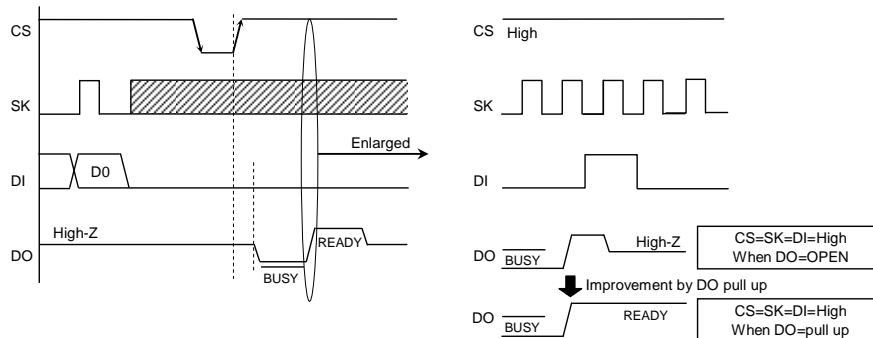 CS
SK
DI
D0
Enlarged
High-Z
DO
BUSY
READY
CS
High
SK
DI
DO
BUSY
High-Z
CS=SK=DI=High
When DO=OPEN
Improvement by DO pull up
DO
BUSY
READY
CS=SK=DI=High
When DO=pull up